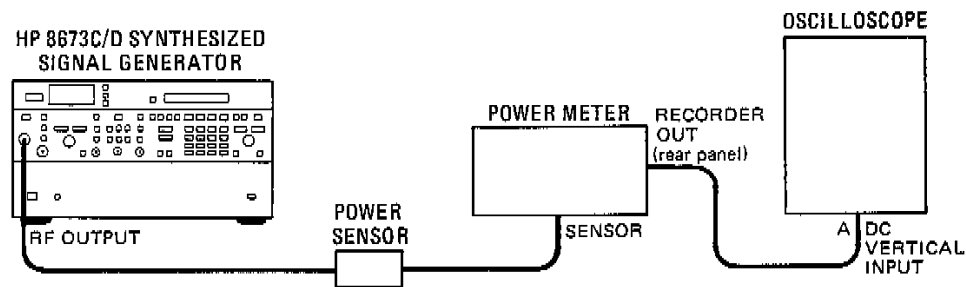 HP 8673C/D SYNTHESIZED
SIGNAL GENERATOR
RF OUTPUT
POWER
SENSOR
POWER METER
SENSOR
RECORDER
OUT
(rear panel)
OSCILLOSCOPE
A
DC
VERTICAL
INPUT